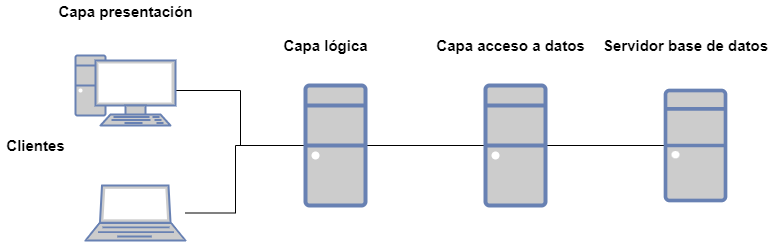 Capa presentación
Capa lógica
Capa acceso a datos
Servidor base de datos
Clientes